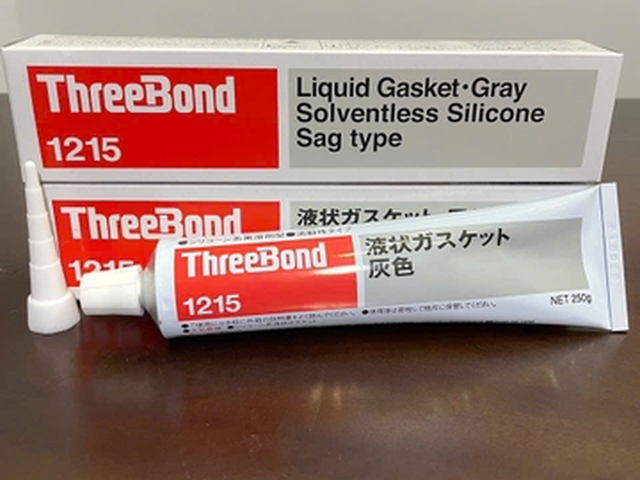 ThreeBond
1215
Liquid Gasket・Gray
Solventless Silicone
Sag type
ThreeBond
1215
液状ガスケット
ThreeBond
1215
液状ガスケット
灰色
NET 250g